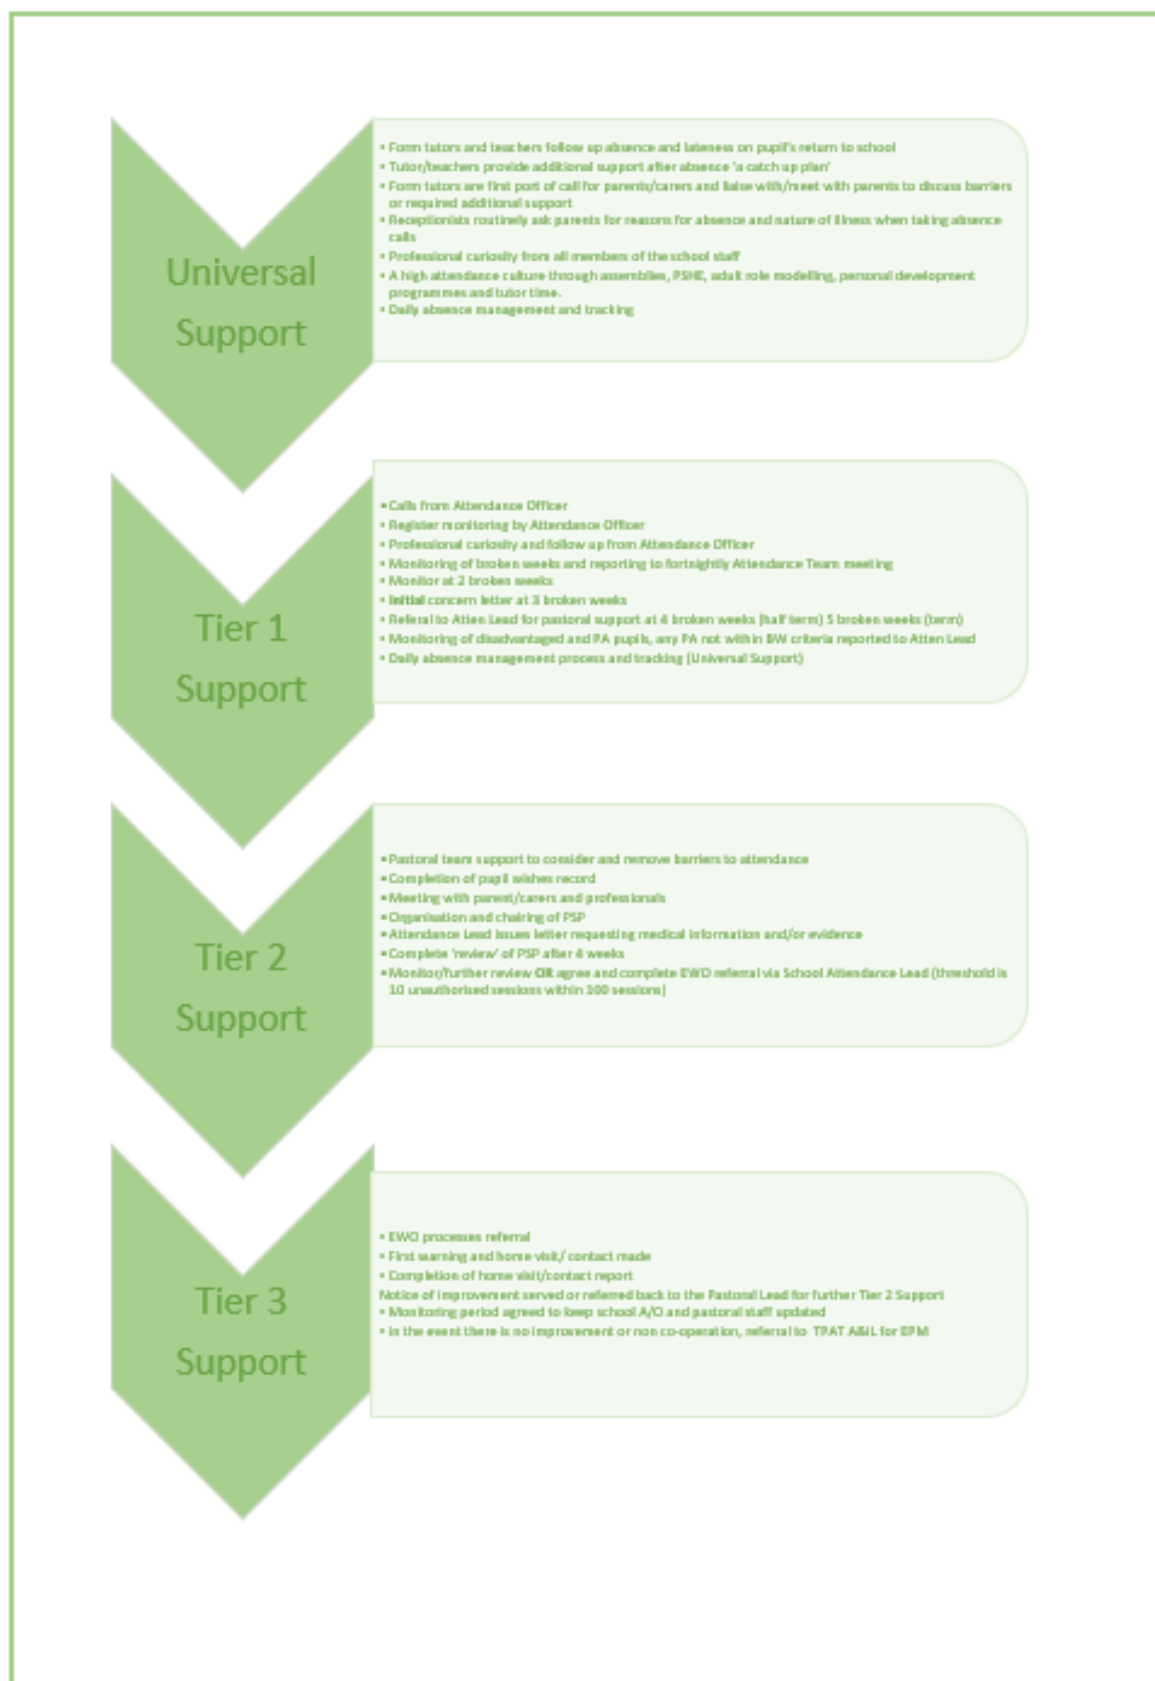 Universal
Support
• Form tutors and teachers follow up absence and lateness on pupil's return to school
• Tutor/teachers provide additional support after absence 'a catch up plan'
• Form tutors are first port of call for parents/carers and liaise with/meet with parents to discuss barriers
or required additional support
• Receptionists routinely ask parents for reasons for absence and nature of illness when taking absence
calls
• Professional curiosity from all members of the school staff
• A high attendance culture through assemblies, PSHE, adult role modelling, personal development
programmes and tutor time.
• Daily absence management and tracking
Tier 1
Support
• Calls from Attendance Officer
• Register monitoring by Attendance Officer
• Professional curiosity and follow up from Attendance Officer
• Monitoring of broken weeks and reporting to fortnightly Attendance Team meeting
• Monitor at 2 broken weeks
• Initial concern letter at 3 broken weeks
• Referal to Atten Lead for pastoral support at 4 broken weeks (half term) 5 broken weeks (term)
• Monitoring of disadvantaged and PA pupils, any PA not within BW criteria reported to Atten Lead
• Daily absence management process and tracking (Universal Support)
Tier 2
Support
• Pastoral team support to consider and remove barriers to attendance
• Completion of pupil wishes record
• Meeting with parent/carers and professionals
• Organisation and chairing of PSP
• Attendance Lead issues letter requesting medical information and/or evidence
• Complete 'review' of PSP after 4 weeks
• Monitor/further review OR agree and complete EWO referral via School Attendance Lead (threshold is
10 unauthorised sessions within 100 sessions)
Tier 3
Support
• EWO processes referral
• First warning and home visit/ contact made
• Completion of home visit/contact report
Notice of improvement served or referred back to the Pastoral Lead for further Tier 2 Support
• Monitoring period agreed to keep school A/O and pastoral staff updated
• In the event there is no improvement or non co-operation, referral to TPAT for EPM